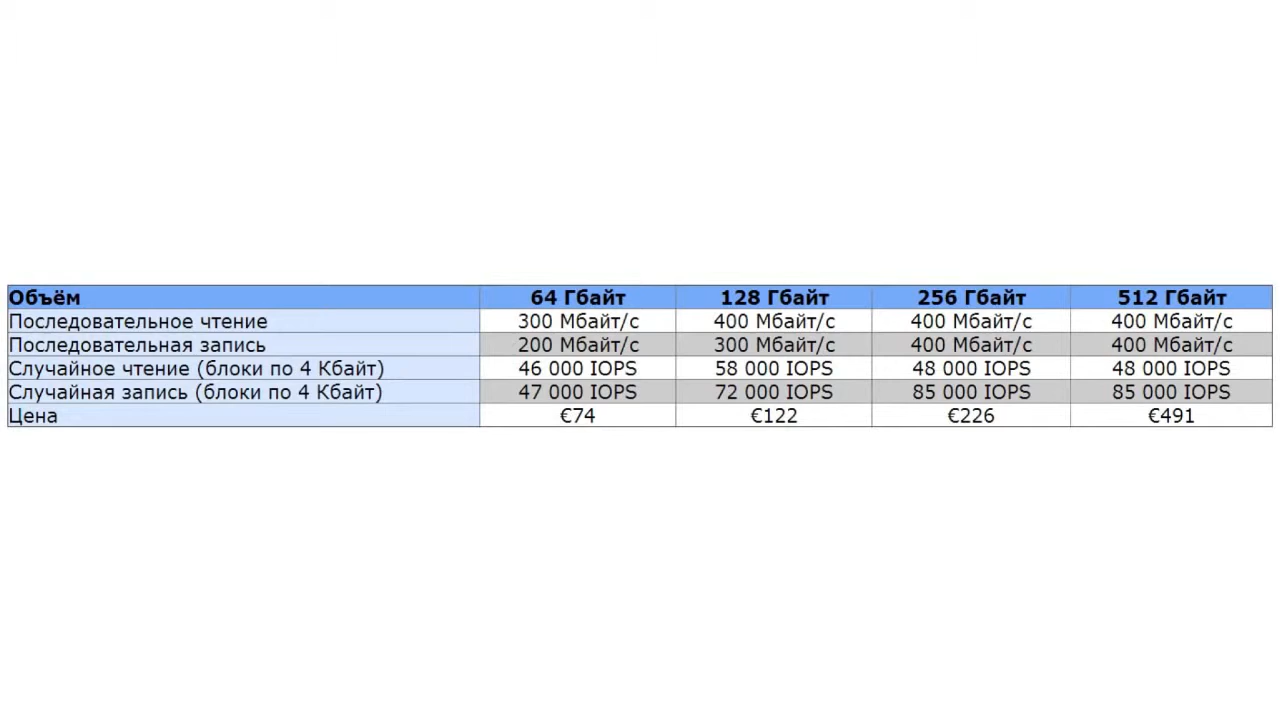 Объём 64 Гбайт 128 Гбайт 256 Гбайт 512 Гбайт
Последовательное чтение 300 Мбайт/с 400 Мбайт/с 400 Мбайт/с 400 Мбайт/с
Последовательная запись 200 Мбайт/с 300 Мбайт/с 400 Мбайт/с 400 Мбайт/с
Случайное чтение (блоки по 4 Кбайт) 46 000 IOPS 58 000 IOPS 48 000 IOPS 48 000 IOPS
Случайная запись (блоки по 4 Кбайт) 47 000 IOPS 72 000 IOPS 85 000 IOPS 85 000 IOPS
Цена €74 €122 €226 €491